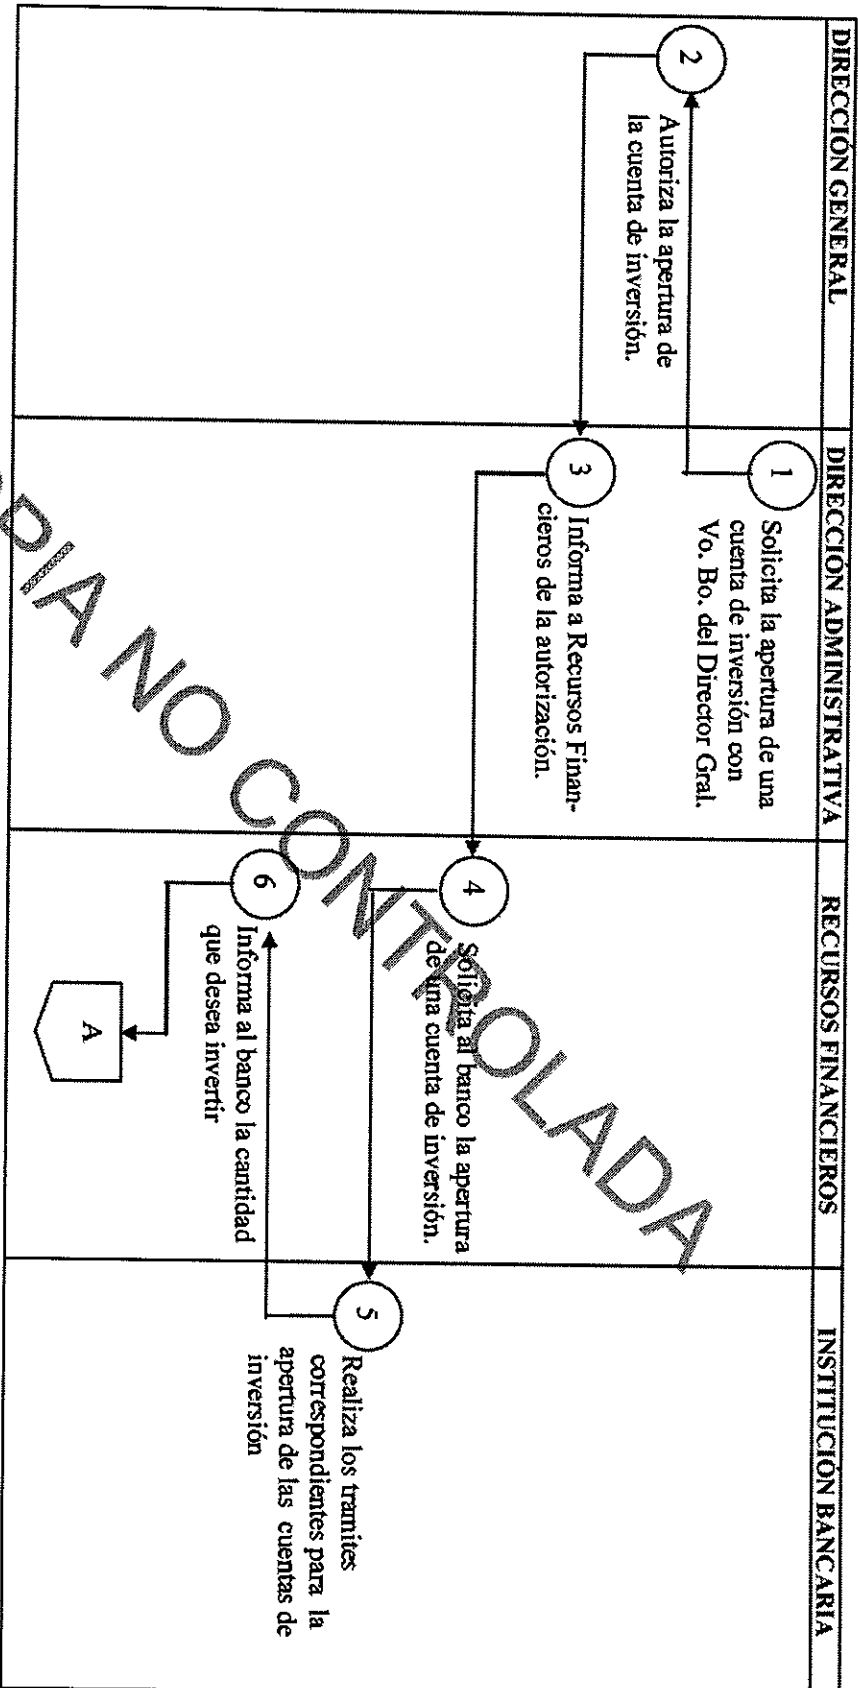 DIRECCIÓN GENERAL
DIRECCIÓN ADMINISTRATIVA
RECURSOS FINANCIEROS
INSTITUCIÓN BANCARIA
1
Solicita la apertura de una
cuenta de inversión con
Vo. Bo. del Director Gral.
2
Autoriza la apertura de
la cuenta de inversión.
3
Informa a Recursos Finan-
cieros de la autorización.
4
Solicita al banco la apertura
de una cuenta de inversión.
5
Realiza los tramites
correspondientes para la
apertura de las cuentas de
inversión
6
Informa al banco la cantidad
que desea invertir
A
PIA NO CONTROLADA